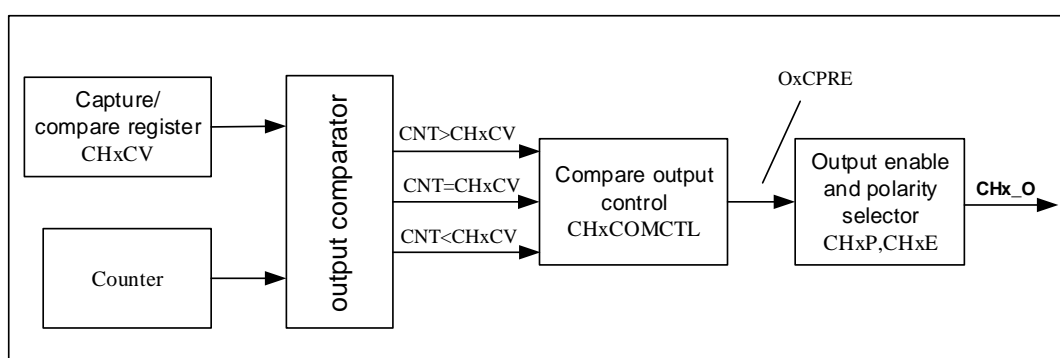 Capture/
compare register
CHxCV
Counter
output comparator
CNT>CHxCV
CNT=CHxCV
CNT<CHxCV
Compare output
control
CHxCOMCTL
OxCPRE
Output enable
and polarity
selector
CHxP,CHxE
CHx_O